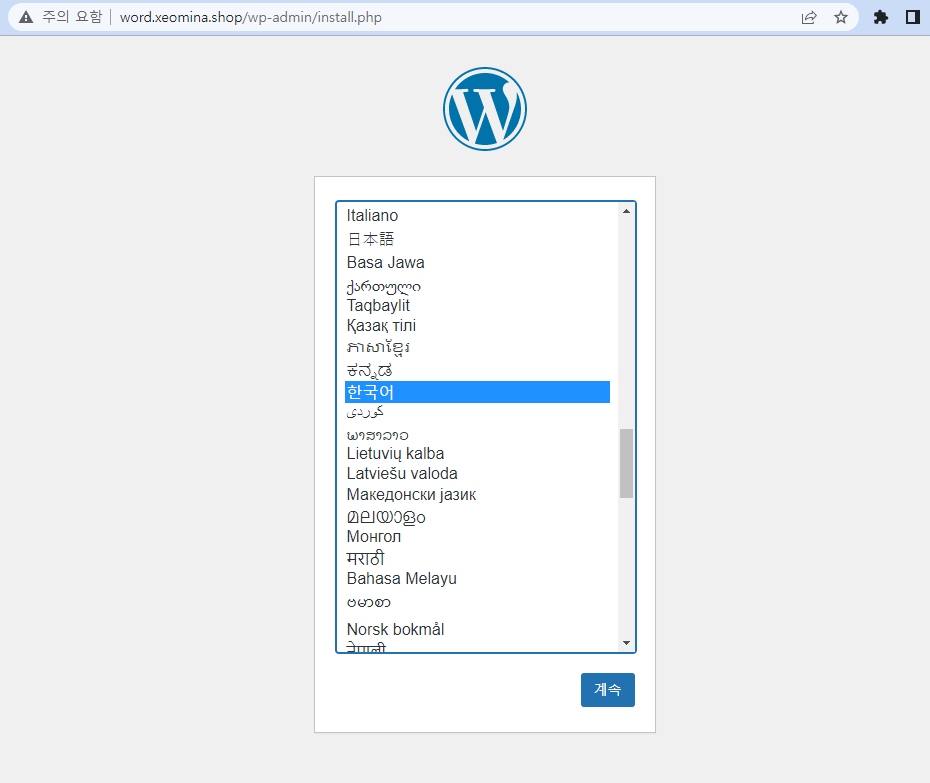 주의 요함 word.xeomina.shop/wp-admin/install.php
Italiano
日本語
Basa Jawa
ქართული
Taqbaylit
Қазақ тілі
ភាសាខ្មែរ
ಕನ್ನಡ
한국어
كوردی
ພາສາລາວ
Lietuvių kalba
Latviešu valoda
Македонски јазик
മലയാളം
Монгол
मराठी
Bahasa Melayu
ဗမာစာ
Norsk bokmål
नेपाली
계속